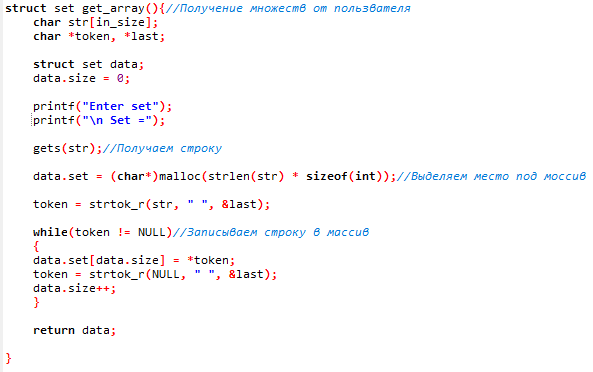 struct set get_array(){//Получение множеств от пользвателя
char str[in_size];
char *token, *last;
struct set data;
data.size = 0;
printf("Enter set");
printf("\n Set =");
gets(str);//Получаем строку
data.set = (char*)malloc(strlen(str) * sizeof(int));//Выделяем место под моссив
token = strtok_r(str, " ", &last);
while(token != NULL)//Записываем строку в массив
{
data.set[data.size] = *token;
token = strtok_r(NULL, " ", &last);
data.size++;
}
return data;
}